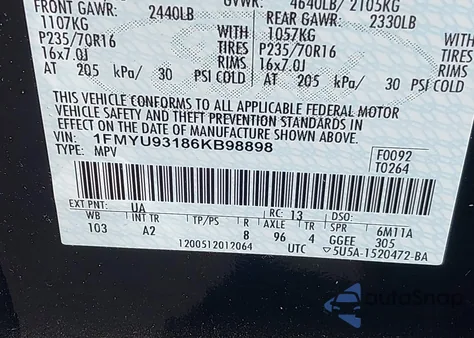 FRONT GAWR: 2440LB
1107KG
P235/70R16
16x7.0J
AT 205 kPa/ 30 PSI COLD
WITH
TIRES
RIMS
GVWR: 4640LB/ 2105KG
REAR GAWR: 2330LB
1057KG
P235/70R16
16x7.0J
AT 205 kPa/ 30 PSI COLD
WITH
TIRES
RIMS
THIS VEHICLE CONFORMS TO ALL APPLICABLE FEDERAL MOTOR
VEHICLE SAFETY AND THEFT PREVENTION STANDARDS IN
EFFECT ON THE DATE OF MANUFACTURE SHOWN ABOVE.
VIN: 1FMYU93186KB98898
TYPE: MPV
F0092
T0264
EXT PNT: UA RC: 13 DSO:
WB INT TR TP/PS R AXLE TR SPR 6M11A
103 A2 8 96 4 GGEE 305
1200512012064 UTC 5U5A-1520472-BA
autoSnap